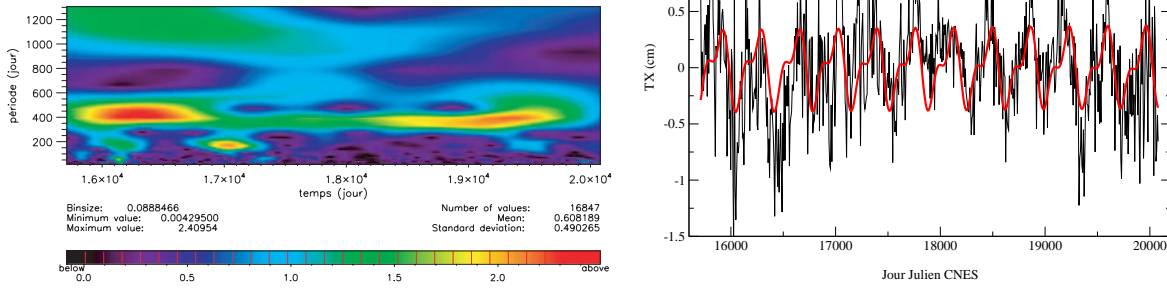 1200
1000
800
600
400
200
période (jour)
1.6×10⁴ 1.7×10⁴ 1.8×10⁴ 1.9×10⁴ 2.0×10⁴
temps (jour)
Binsize: 0.0888466
Minimum value: 0.00429500
Maximum value: 2.40954
Number of values: 16847
Mean: 0.608189
Standard deviation: 0.490265
below above
0.0 0.5 1.0 1.5 2.0
0.5
0
-0.5
-1
-1.5
TX (cm)
16000 17000 18000 19000 20000
Jour Julien CNES